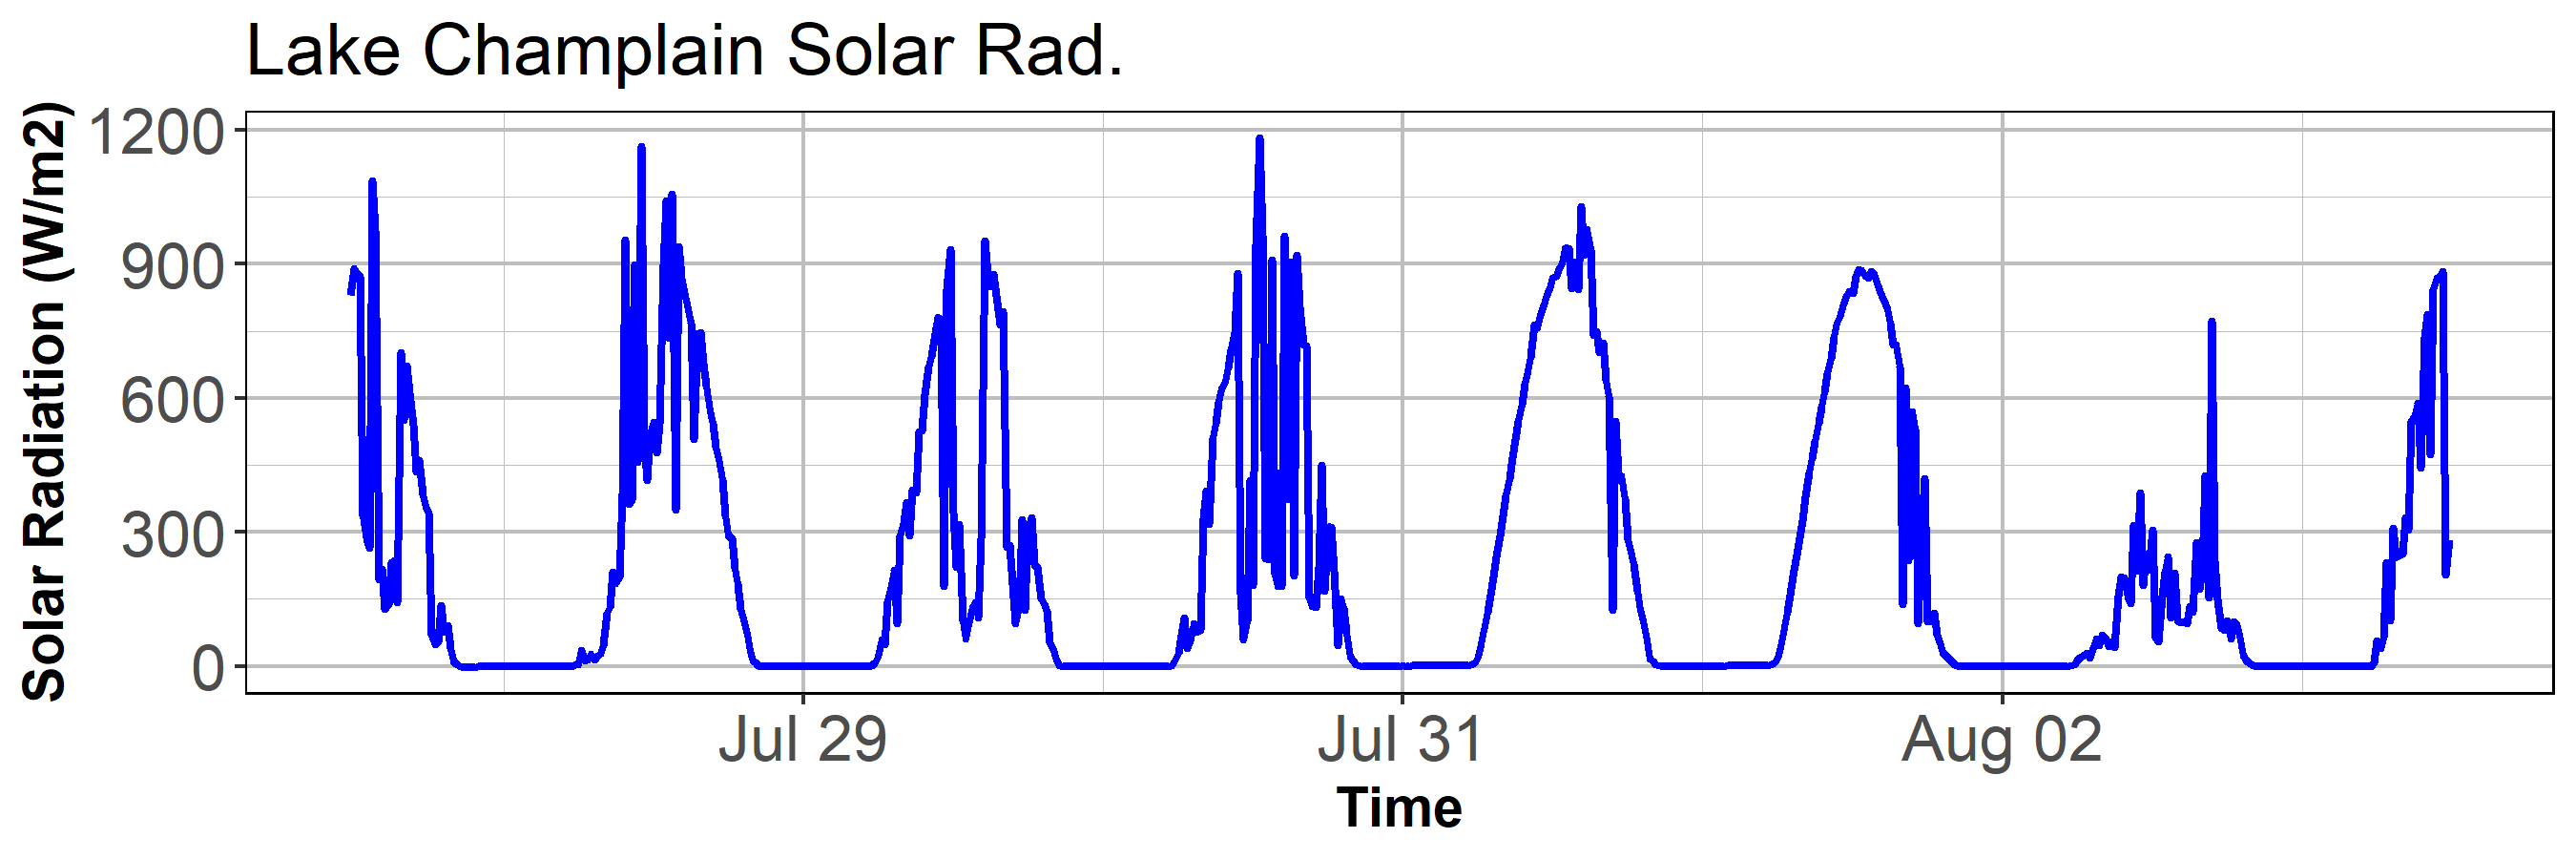 Lake Champlain Solar Rad.
Solar Radiation (W/m2)
1200
900
600
300
0
Jul 29
Jul 31
Aug 02
Time